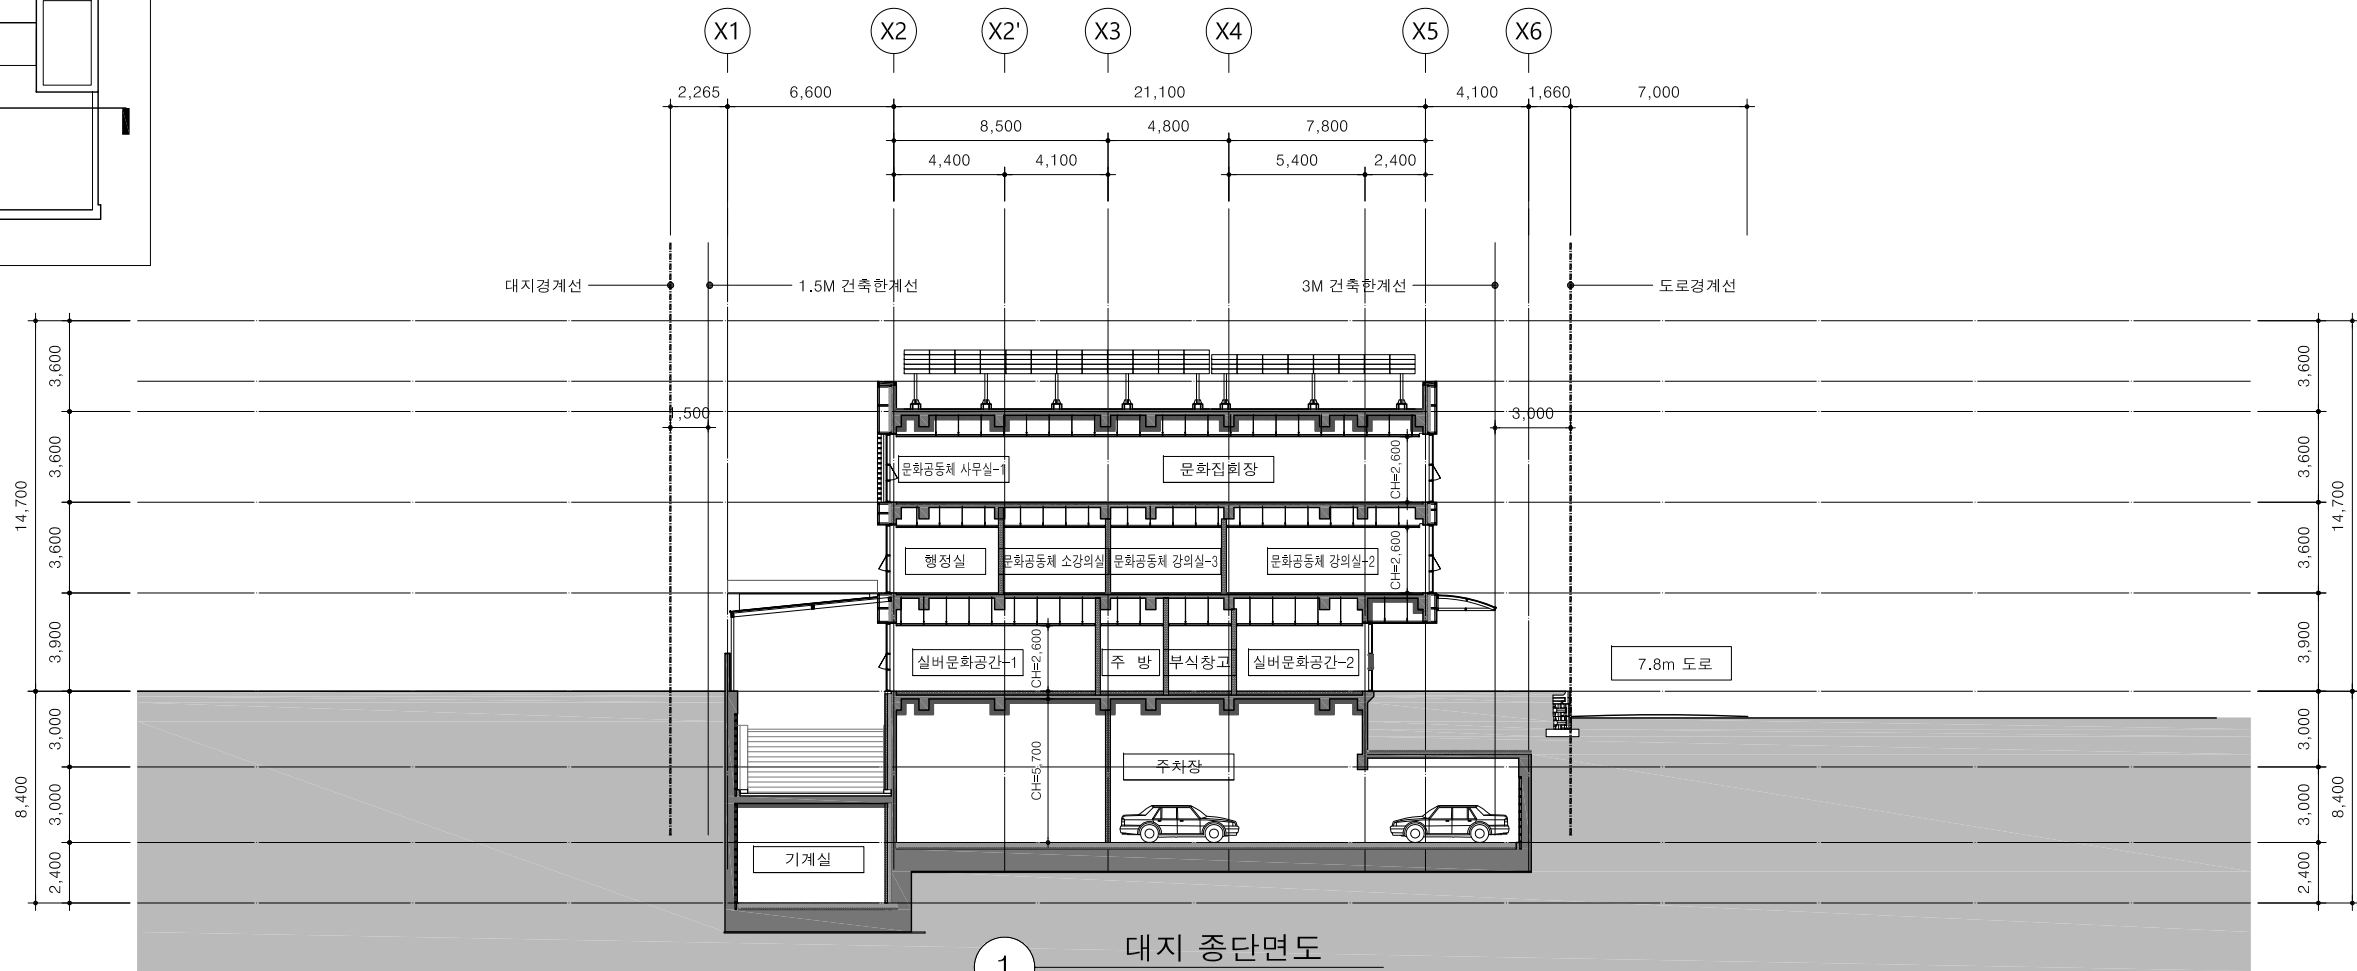 X1 X2 X2' X3 X4 X5 X6
2,265 6,600 21,100 4,100 1,660 7,000
8,500 4,800 7,800
4,400 4,100 5,400 2,400
대지경계선 1.5M 건축한계선 3M 건축한계선 도로경계선
3,600 3,600
1,500 3,000
3,600 문화공동체 사무실-1 문화집회장 CH=2,600 3,600
14,700 14,700
3,600 행정실 문화공동체 소강의실 문화공동체 강의실-3 문화공동체 강의실-2 CH=2,600 3,600
3,900 실버문화공간-1 CH=2,600 주 방 부식창고 실버문화공간-2 7.8m 도로 3,900
3,000 3,000
CH=5,700 주차장
8,400 3,000 3,000 8,400
2,400 기계실 2,400
1 대지 종단면도